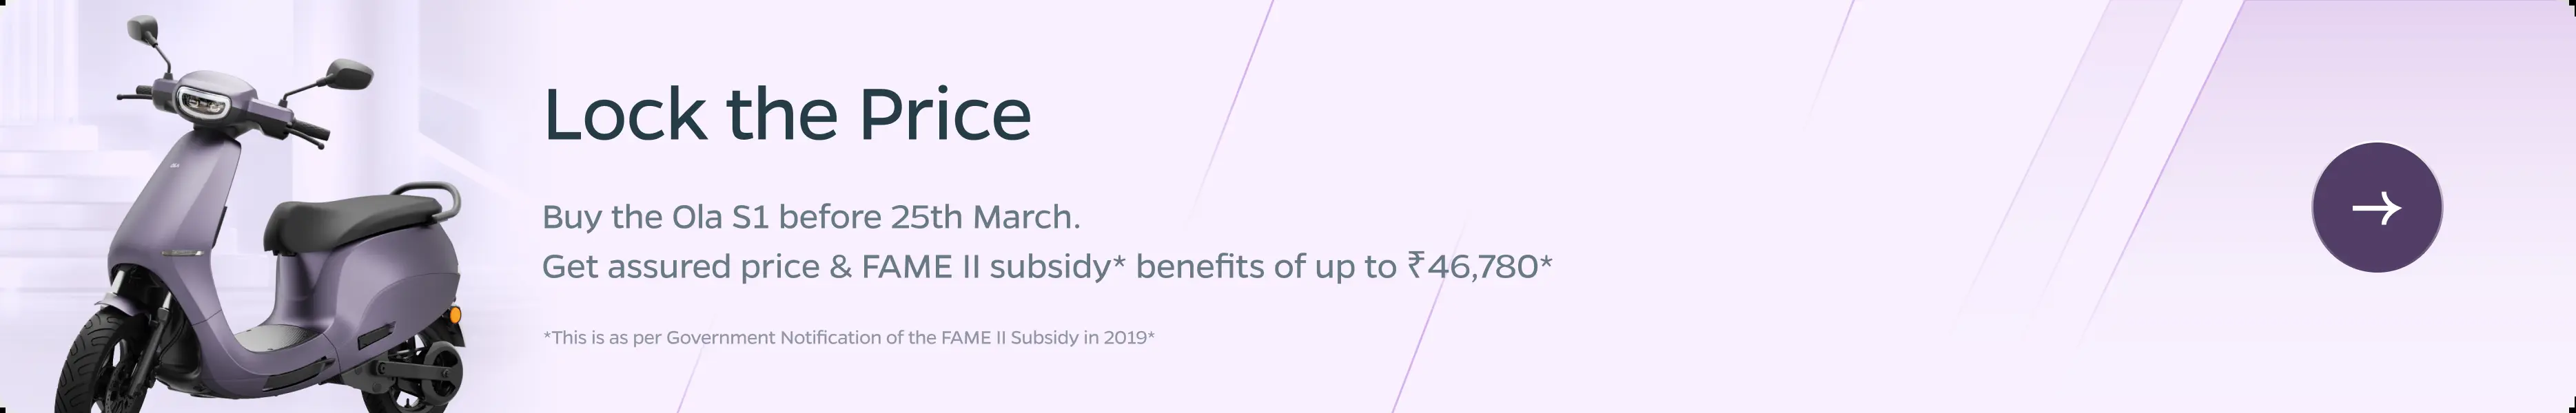 Lock the Price
Buy the Ola S1 before 25th March.
Get assured price & FAME II subsidy* benefits of up to ₹46,780*
*This is as per Government Notification of the FAME II Subsidy in 2019*